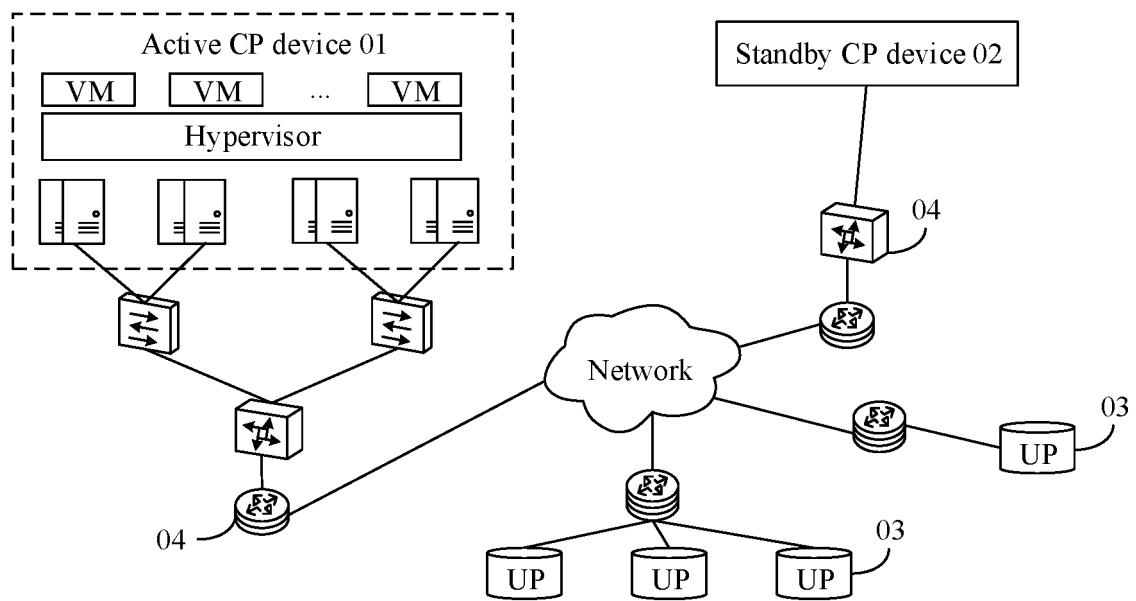 Active CP device 01
VM VM ... VM
Hypervisor
Standby CP device 02
04
Network
03
UP
04
03
UP UP UP